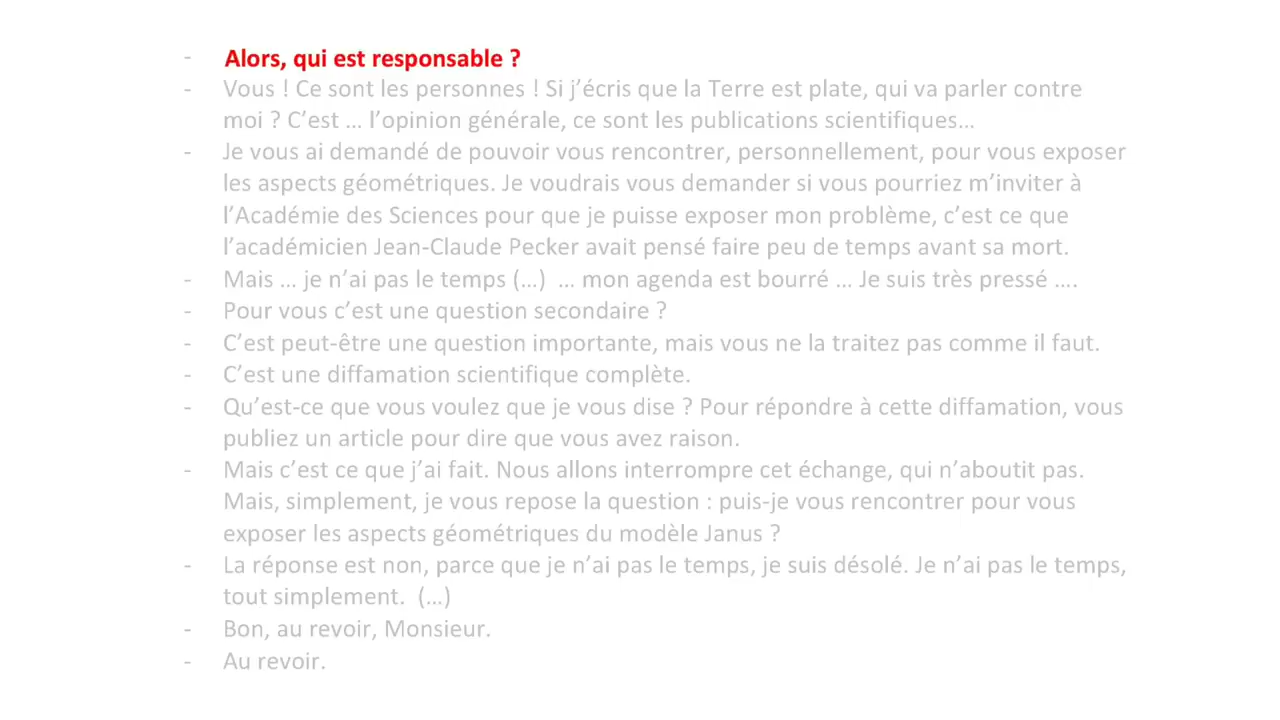 - Alors, qui est responsable ?
- Vous ! Ce sont les personnes ! Si j’écris que la Terre est plate, qui va parler contre
moi ? C’est … l’opinion générale, ce sont les publications scientifiques…
- Je vous ai demandé de pouvoir vous rencontrer, personnellement, pour vous exposer
les aspects géométriques. Je voudrais vous demander si vous pourriez m’inviter à
l’Académie des Sciences pour que je puisse exposer mon problème, c’est ce que
l’académicien Jean-Claude Pecker avait pensé faire peu de temps avant sa mort.
- Mais … je n’ai pas le temps (…) … mon agenda est bourré … Je suis très pressé ….
- Pour vous c’est une question secondaire ?
- C’est peut-être une question importante, mais vous ne la traitez pas comme il faut.
- C’est une diffamation scientifique complète.
- Qu’est-ce que vous voulez que je vous dise ? Pour répondre à cette diffamation, vous
publiez un article pour dire que vous avez raison.
- Mais c’est ce que j’ai fait. Nous allons interrompre cet échange, qui n’aboutit pas.
Mais, simplement, je vous repose la question : puis-je vous rencontrer pour vous
exposer les aspects géométriques du modèle Janus ?
- La réponse est non, parce que je n’ai pas le temps, je suis désolé. Je n’ai pas le temps,
tout simplement. (…)
- Bon, au revoir, Monsieur.
- Au revoir.